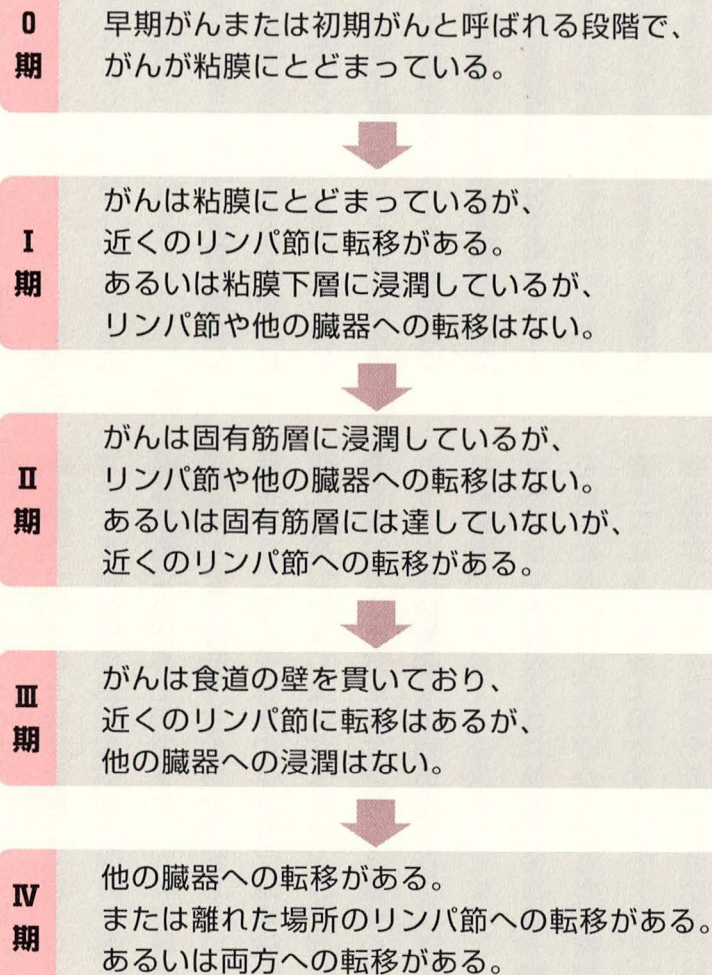 0期
早期がんまたは初期がんと呼ばれる段階で、
がんが粘膜にとどまっている。
I期
がんは粘膜にとどまっているが、
近くのリンパ節に転移がある。
あるいは粘膜下層に浸潤しているが、
リンパ節や他の臓器への転移はない。
II期
がんは固有筋層に浸潤しているが、
リンパ節や他の臓器への転移はない。
あるいは固有筋層には達していないが、
近くのリンパ節への転移がある。
III期
がんは食道の壁を貫いており、
近くのリンパ節に転移はあるが、
他の臓器への浸潤はない。
IV期
他の臓器への転移がある。
または離れた場所のリンパ節への転移がある。
あるいは両方への転移がある。